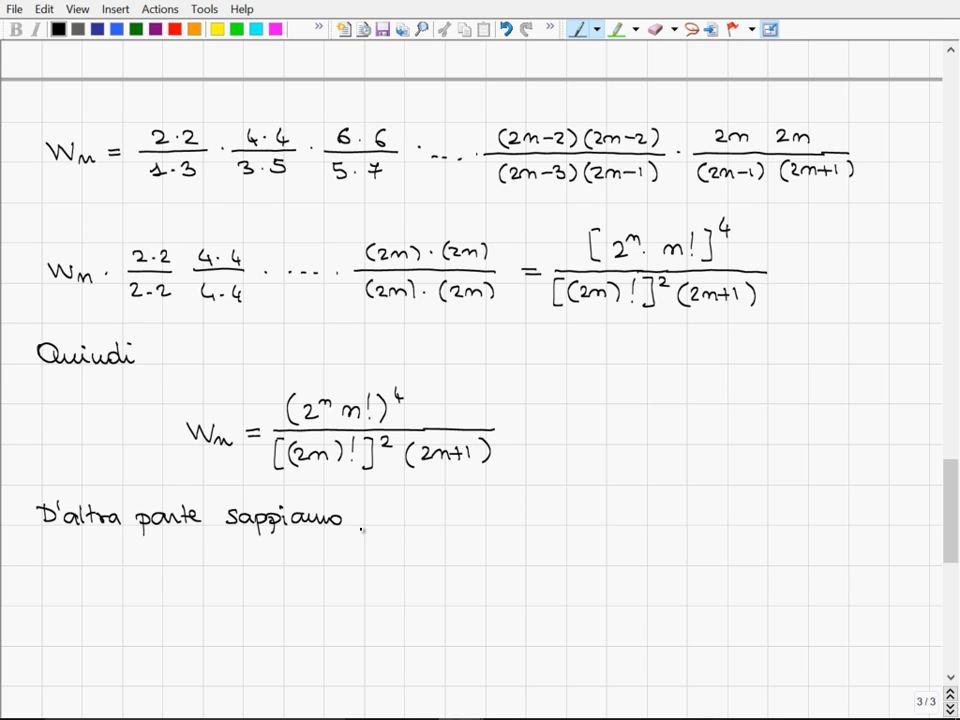 File Edit View Insert Actions Tools Help
B I » »
Wn = 2·2/1·3 · 4·4/3·5 · 6·6/5·7 · ... · (2n-2)(2n-2)/(2n-3)(2n-1) · 2n 2n/(2n-1)(2n+1)
Wn · 2·2/2·2 4·4/4·4 · .... · (2n)·(2n)/(2n)·(2n) = [2^n · n!]^4/[(2n)!]^2 (2n+1)
Quindi
Wn = (2^n n!)^4/[(2n)!]^2 (2n+1)
D'altra parte sappiamo
3/3